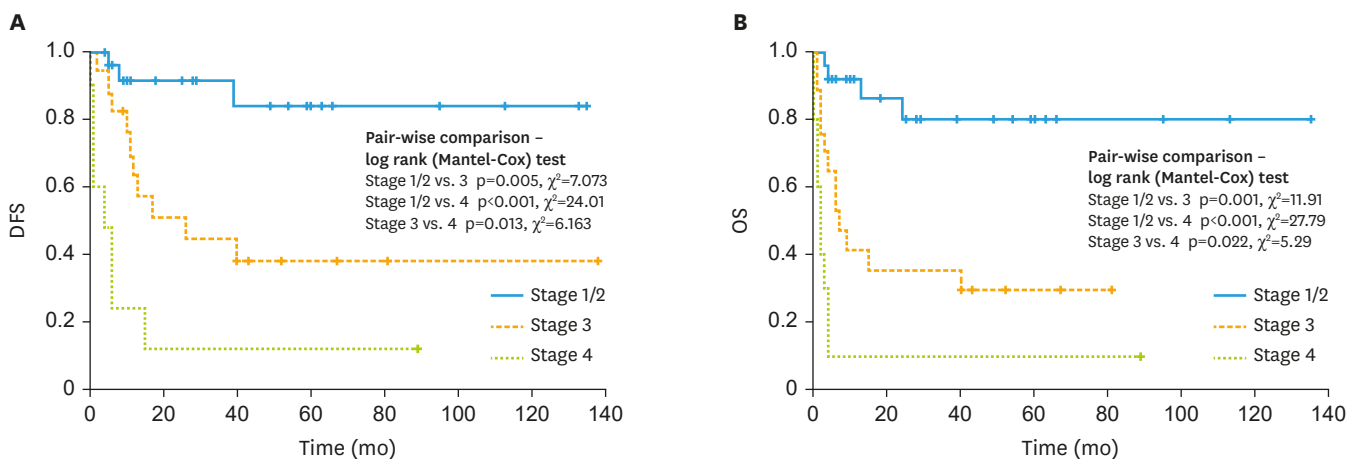 A
1.0
0.8
0.6
0.4
0.2
0
DFS
0 20 40 60 80 100 120 140
Time (mo)
Pair-wise comparison –
log rank (Mantel-Cox) test
Stage 1/2 vs. 3 p=0.005, χ²=7.073
Stage 1/2 vs. 4 p<0.001, χ²=24.01
Stage 3 vs. 4 p=0.013, χ²=6.163
Stage 1/2
Stage 3
Stage 4
B
1.0
0.8
0.6
0.4
0.2
0
OS
0 20 40 60 80 100 120 140
Time (mo)
Pair-wise comparison –
log rank (Mantel-Cox) test
Stage 1/2 vs. 3 p=0.001, χ²=11.91
Stage 1/2 vs. 4 p<0.001, χ²=27.79
Stage 3 vs. 4 p=0.022, χ²=5.29
Stage 1/2
Stage 3
Stage 4